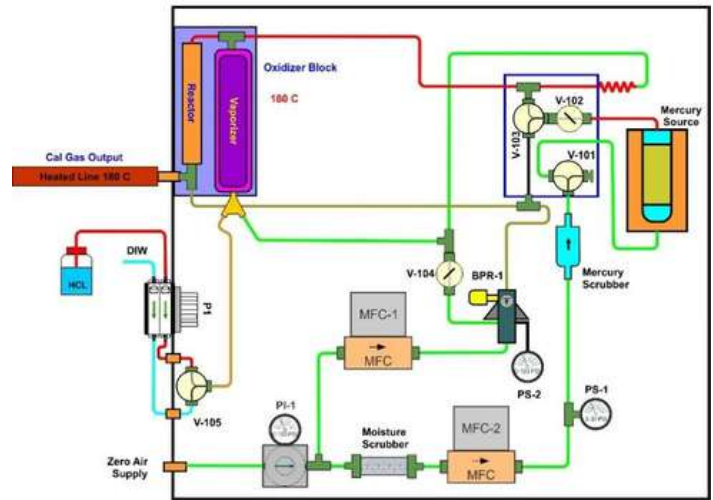 Oxidizer Block
180 C
Reactor
Vaporizer
V-102
Mercury
Source
V-103
V-101
Cal Gas Output
Heated Line 180 C
DIW
HCL
P1
V-104
BPR-1
Mercury
Scrubber
MFC-1
MFC
PS-2
V-105
PI-1
Moisture
Scrubber
MFC-2
MFC
PS-1
Zero Air
Supply